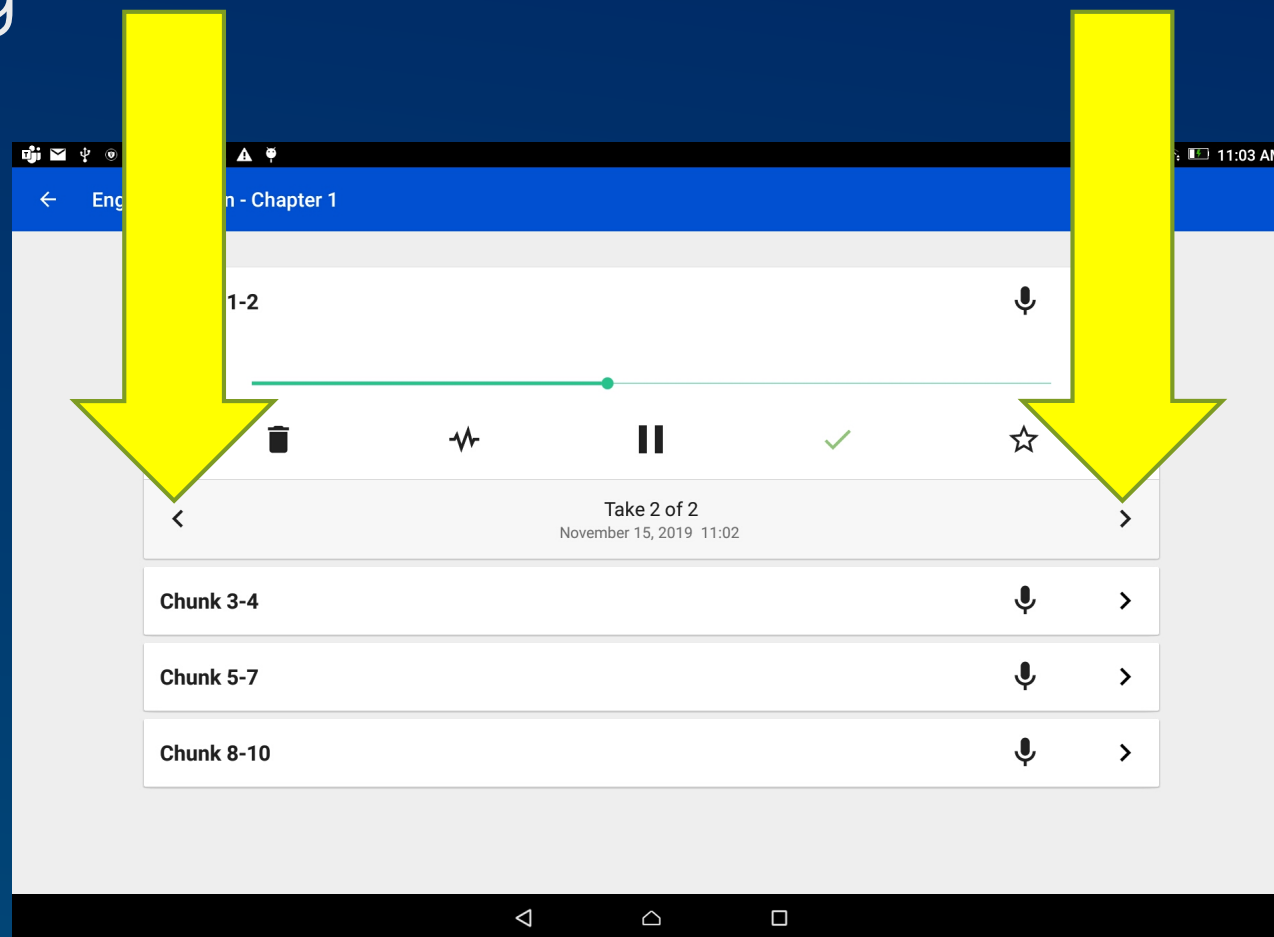 11:03 AM
n - Chapter 1
1-2
Take 2 of 2
November 15, 2019 11:02
Chunk 3-4
Chunk 5-7
Chunk 8-10